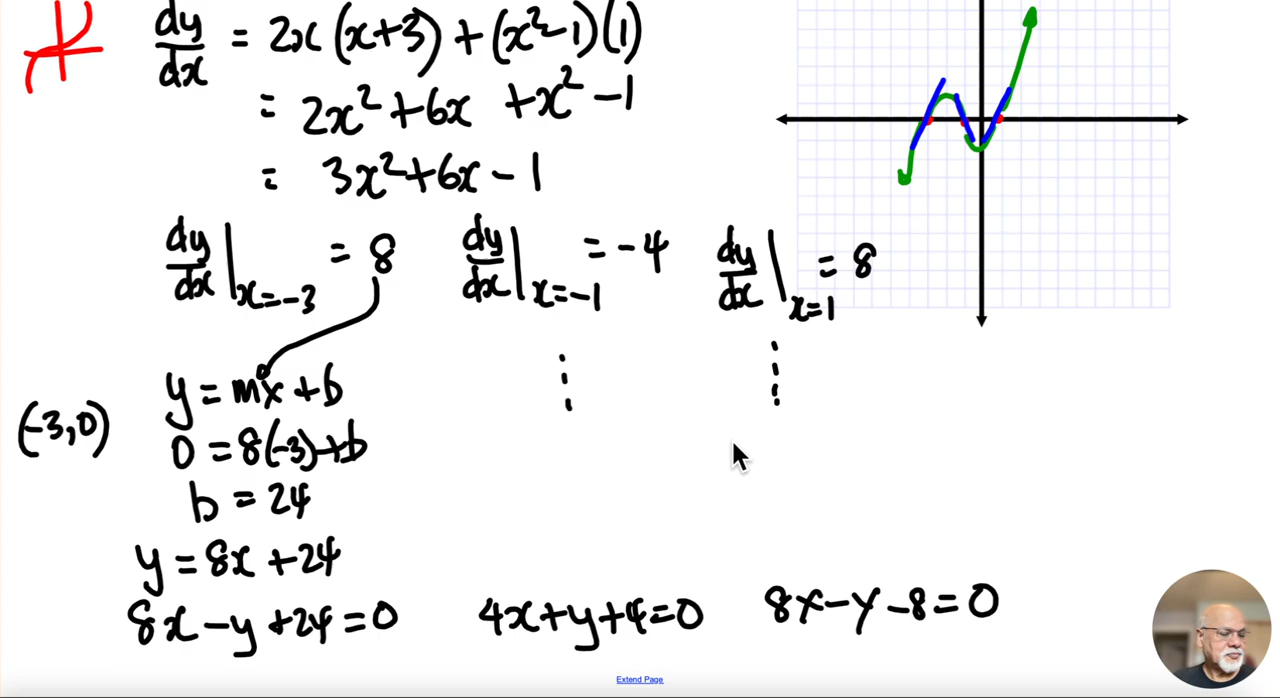 dy/dx = 2x(x+3) + (x²-1)(1)
= 2x² + 6x + x² - 1
= 3x² + 6x - 1
dy/dx |x=-3 = 8
dy/dx |x=-1 = -4
dy/dx |x=1 = 8
y = mx + b
(-3,0)
0 = 8(-3) + b
b = 24
y = 8x + 24
8x - y + 24 = 0
4x + y + 4 = 0
8x - y - 8 = 0
Extend Page